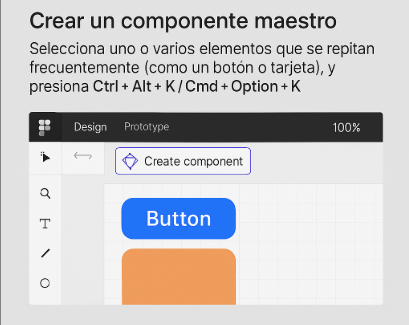 Crear un componente maestro
Selecciona uno o varios elementos que se repitan
frecuentemente (como un botón o tarjeta), y
presiona Ctrl + Alt + K / Cmd + Option + K
Design Prototype 100%
Create component
T
Button